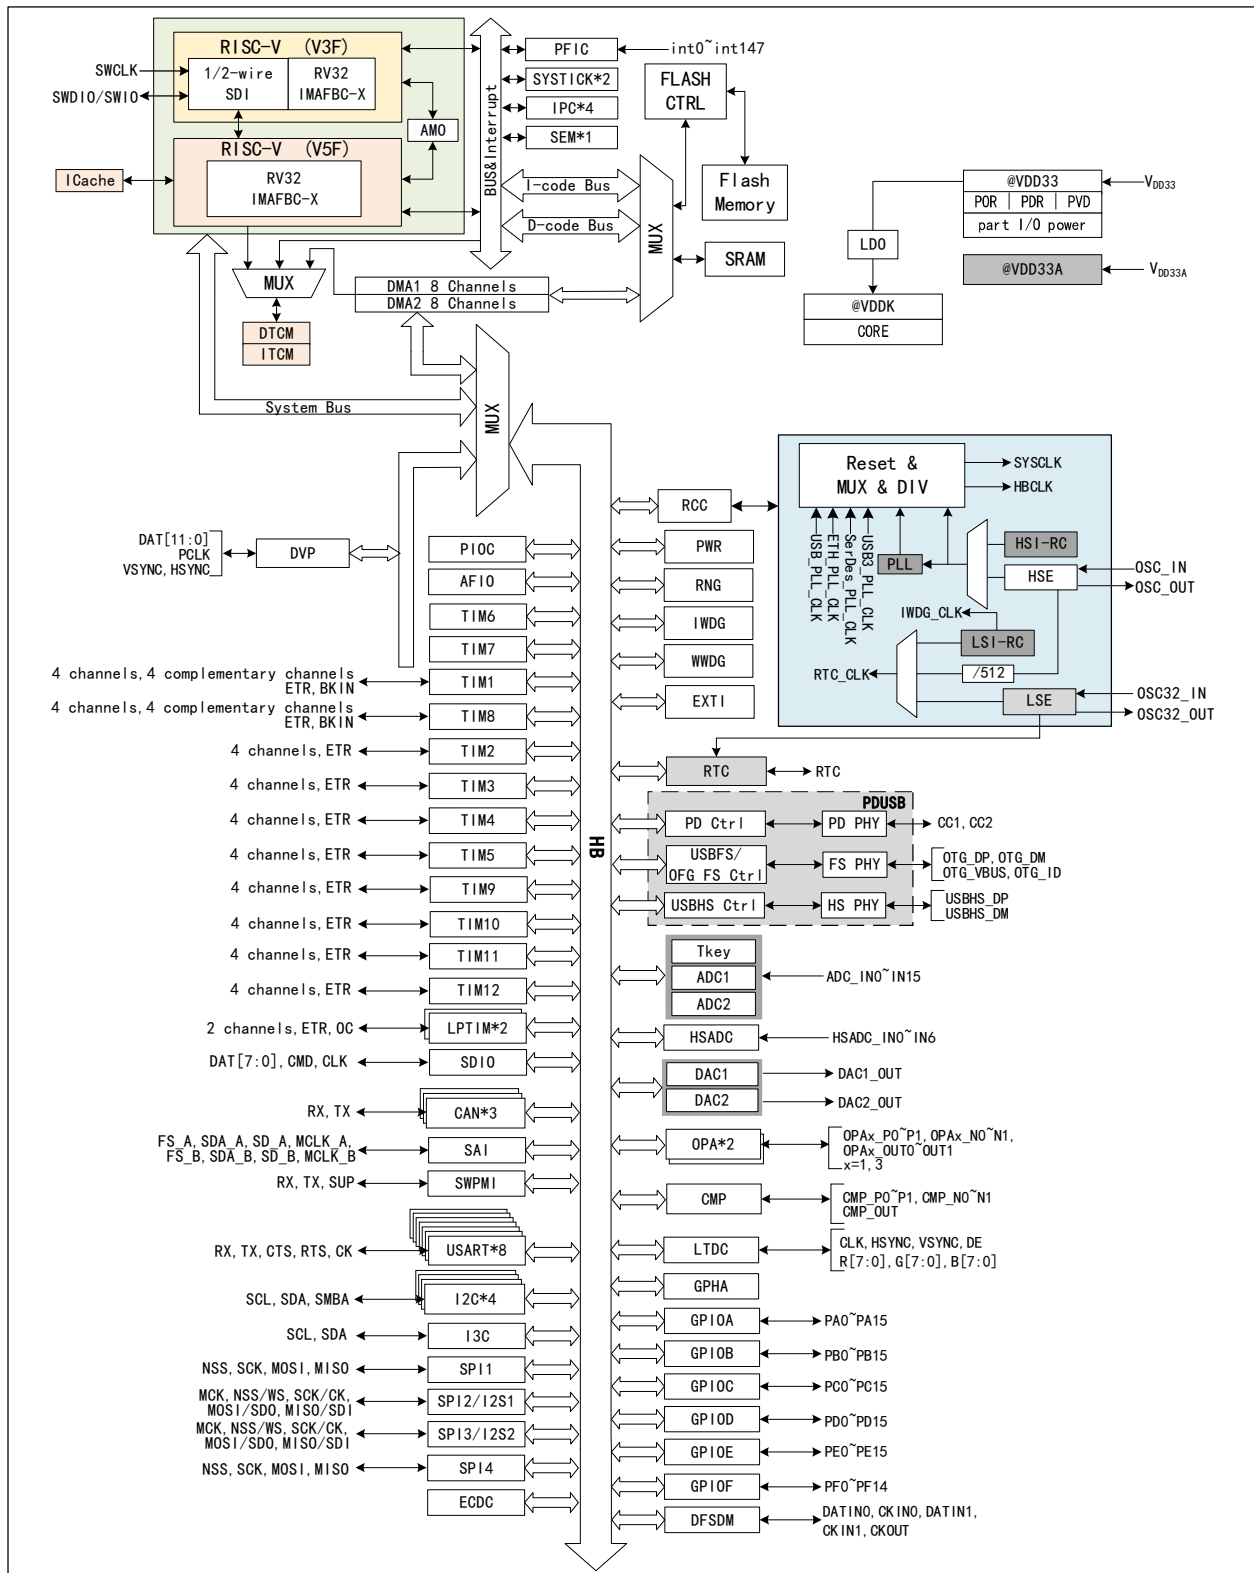 RISC-V (V3F)
SWCLK
SWDIO/SWIO
1/2-wire
SDI
RV32
IMAFBC-X
AMO
RISC-V (V5F)
RV32
IMAFBC-X
ICache
BUS&Interrupt
PFIC
int0~int147
SYSTICK*2
IPC*4
SEM*1
FLASH
CTRL
Flash
Memory
I-code Bus
D-code Bus
MUX
SRAM
@VDD33
POR PDR PVD
part I/O power
VDD33
LDO
@VDD33A
VDD33A
@VDDK
CORE
MUX
DTCM
ITCM
DMA1 8 Channels
DMA2 8 Channels
System Bus
MUX
DAT[11:0]
PCLK
VSYNC, HSYNC
DVP
PIOC
AFIO
TIM6
TIM7
4 channels, 4 complementary channels
ETR, BKIN
TIM1
4 channels, 4 complementary channels
ETR, BKIN
TIM8
4 channels, ETR
TIM2
4 channels, ETR
TIM3
4 channels, ETR
TIM4
4 channels, ETR
TIM5
4 channels, ETR
TIM9
4 channels, ETR
TIM10
4 channels, ETR
TIM11
4 channels, ETR
TIM12
2 channels, ETR, OC
LPTIM*2
DAT[7:0], CMD, CLK
SDIO
RX, TX
CAN*3
FS_A, SDA_A, SD_A, MCLK_A,
FS_B, SDA_B, SD_B, MCLK_B
SAI
RX, TX, SUP
SWPMI
RX, TX, CTS, RTS, CK
USART*8
SCL, SDA, SMBA
I2C*4
SCL, SDA
I3C
NSS, SCK, MOSI, MISO
SPI1
MCK, NSS/WS, SCK/CK,
MOSI/SDO, MISO/SDI
SPI2/I2S1
MCK, NSS/WS, SCK/CK,
MOSI/SDO, MISO/SDI
SPI3/I2S2
NSS, SCK, MOSI, MISO
SPI4
ECDC
HB
RCC
PWR
RNG
IWDG
WWDG
EXTI
Reset &
MUX & DIV
SYSCLK
HBCLK
USB_PLL_CLK
ETH_PLL_CLK
SerDes_PLL_CLK
USB3_PLL_CLK
PLL
HSI-RC
HSE
OSC_IN
OSC_OUT
IWDG_CLK
LSI-RC
RTC_CLK
/512
LSE
OSC32_IN
OSC32_OUT
RTC
RTC
PDUSB
PD Ctrl
PD PHY
CC1, CC2
USBFS/
OFG FS Ctrl
FS PHY
OTG_DP, OTG_DM
OTG_VBUS, OTG_ID
USBHS Ctrl
HS PHY
USBHS_DP
USBHS_DM
Tkey
ADC1
ADC2
ADC_IN0~IN15
HSADC
HSADC_IN0~IN6
DAC1
DAC1_OUT
DAC2
DAC2_OUT
OPA*2
OPAx_P0~P1, OPAx_N0~N1,
OPAx_OUT0~OUT1
x=1, 3
CMP
CMP_P0~P1, CMP_N0~N1
CMP_OUT
LTDC
CLK, HSYNC, VSYNC, DE
R[7:0], G[7:0], B[7:0]
GPHA
GPIOA
PA0~PA15
GPIOB
PB0~PB15
GPIOC
PC0~PC15
GPIOD
PD0~PD15
GPIOE
PE0~PE15
GPIOF
PF0~PF14
DFSDM
DATIN0, CKIN0, DATIN1,
CKIN1, CKOUT